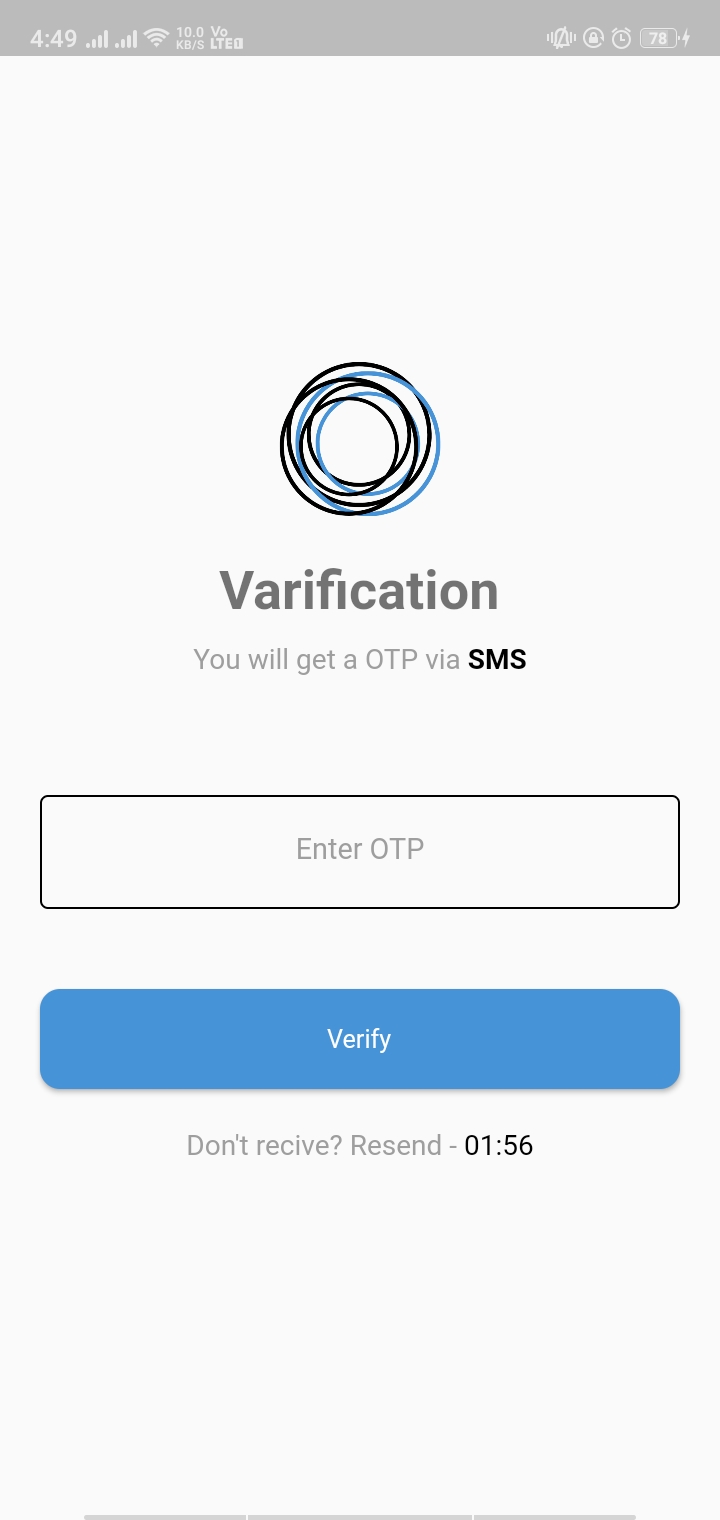 4:49 10.0 KB/S Vo LTE1 78
Varification
You will get a OTP via SMS
Enter OTP
Verify
Don't recive? Resend - 01:56